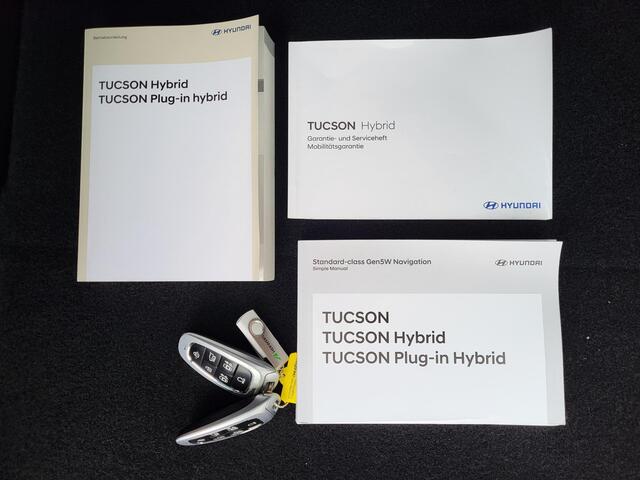 Betriebsanleitung
HYUNDAI
TUCSON Hybrid
TUCSON Plug-in hybrid
TUCSON Hybrid
Garantie- und Serviceheft
Mobilitätsgarantie
HYUNDAI
Standard-class Gen5W Navigation
Simple Manual
HYUNDAI
TUCSON
TUCSON Hybrid
TUCSON Plug-in Hybrid